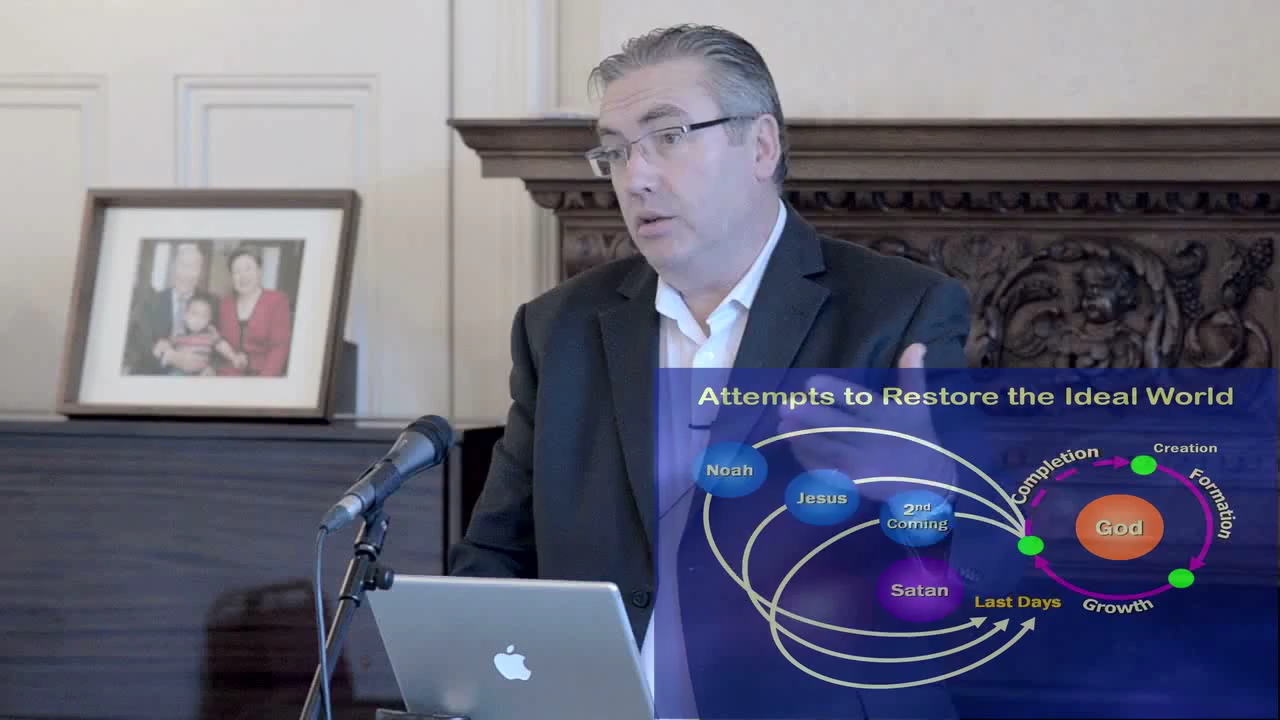 Attempts to Restore the Ideal World
Creation
Completion
Formation
Noah
Jesus
2nd
Coming
God
Satan
Last Days
Growth